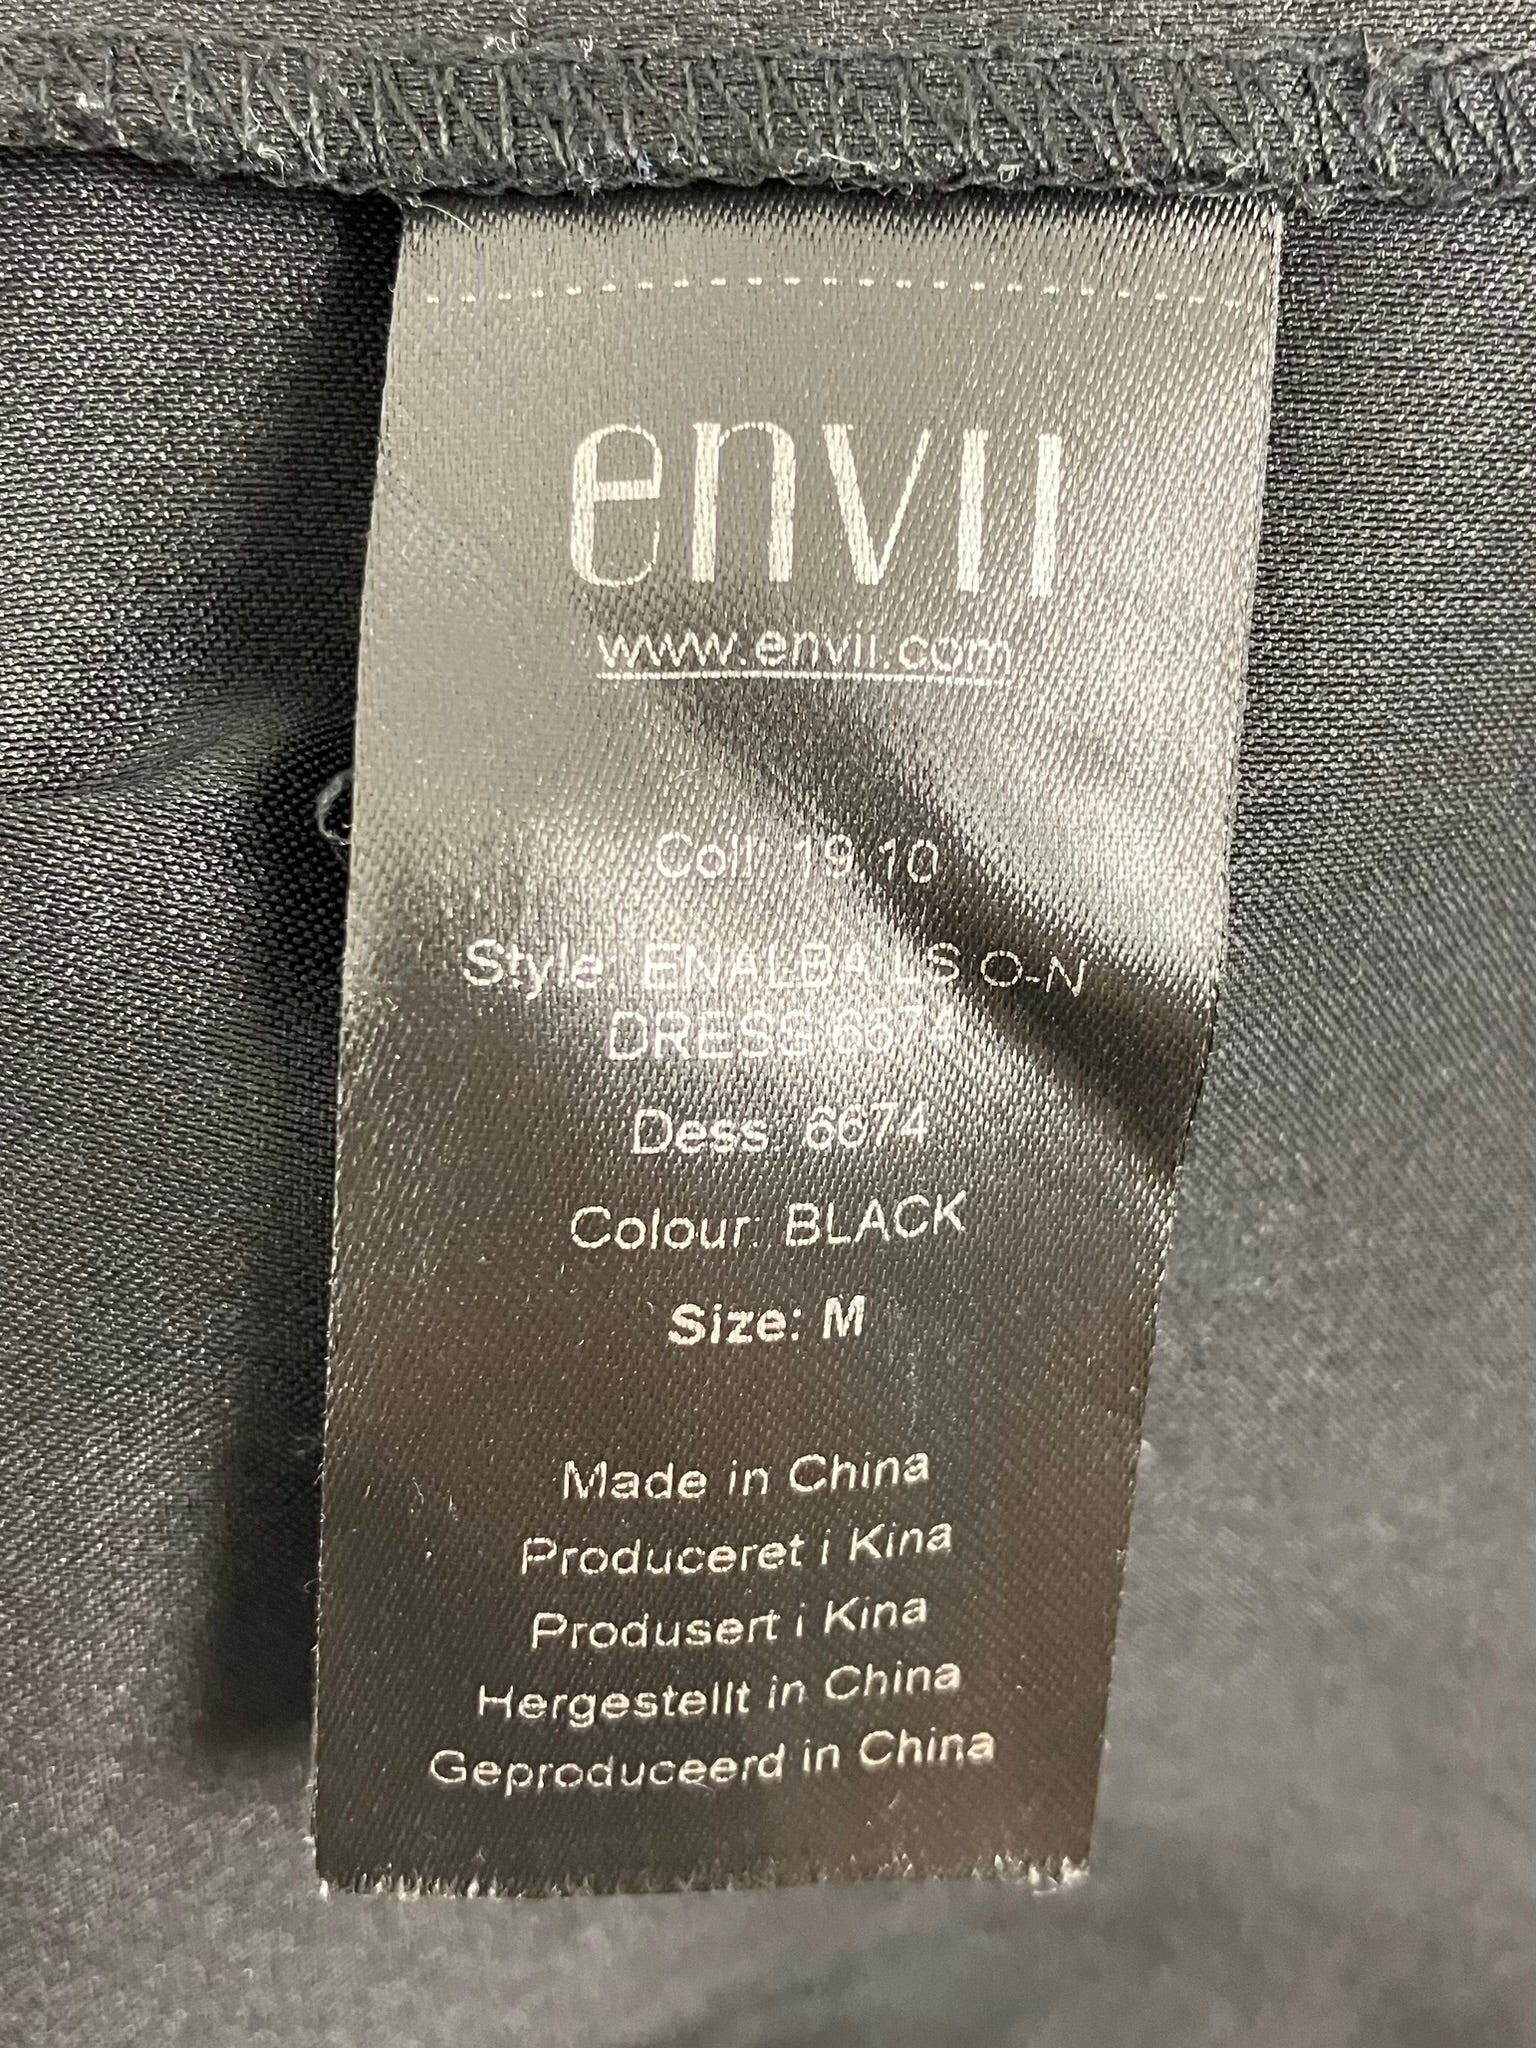 envii
www.envii.com
Coll: 19 10
Style: ENALBA LS O-N
DRESS 6674
Dess: 6674
Colour: BLACK
Size: M
Made in China
Produceret i Kina
Produsert i Kina
Hergestellt in China
Geproduceerd in China